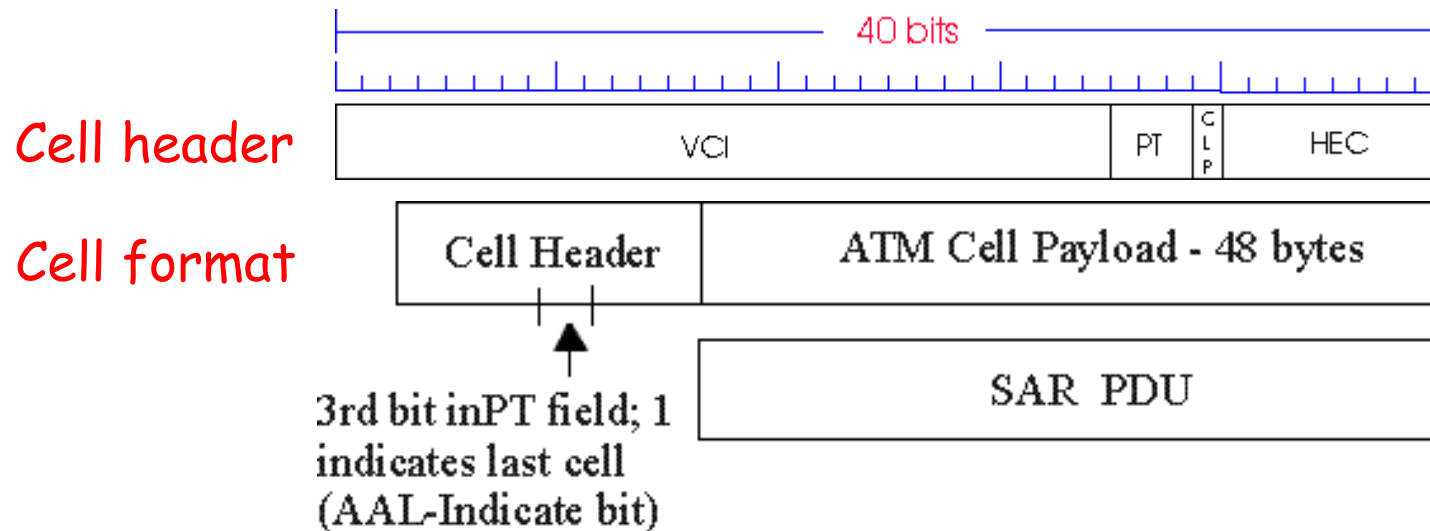 40 bits
Cell header
VCI
PT
CLP
HEC
Cell format
Cell Header
ATM Cell Payload - 48 bytes
SAR PDU
3rd bit inPT field; 1
indicates last cell
(AAL-Indicate bit)